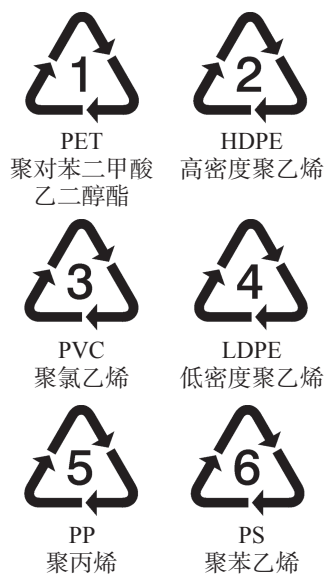 1
2
PET
HDPE
聚对苯二甲酸
乙二醇酯
高密度聚乙烯
3
4
PVC
LDPE
聚氯乙烯
低密度聚乙烯
5
6
PP
PS
聚丙烯
聚苯乙烯